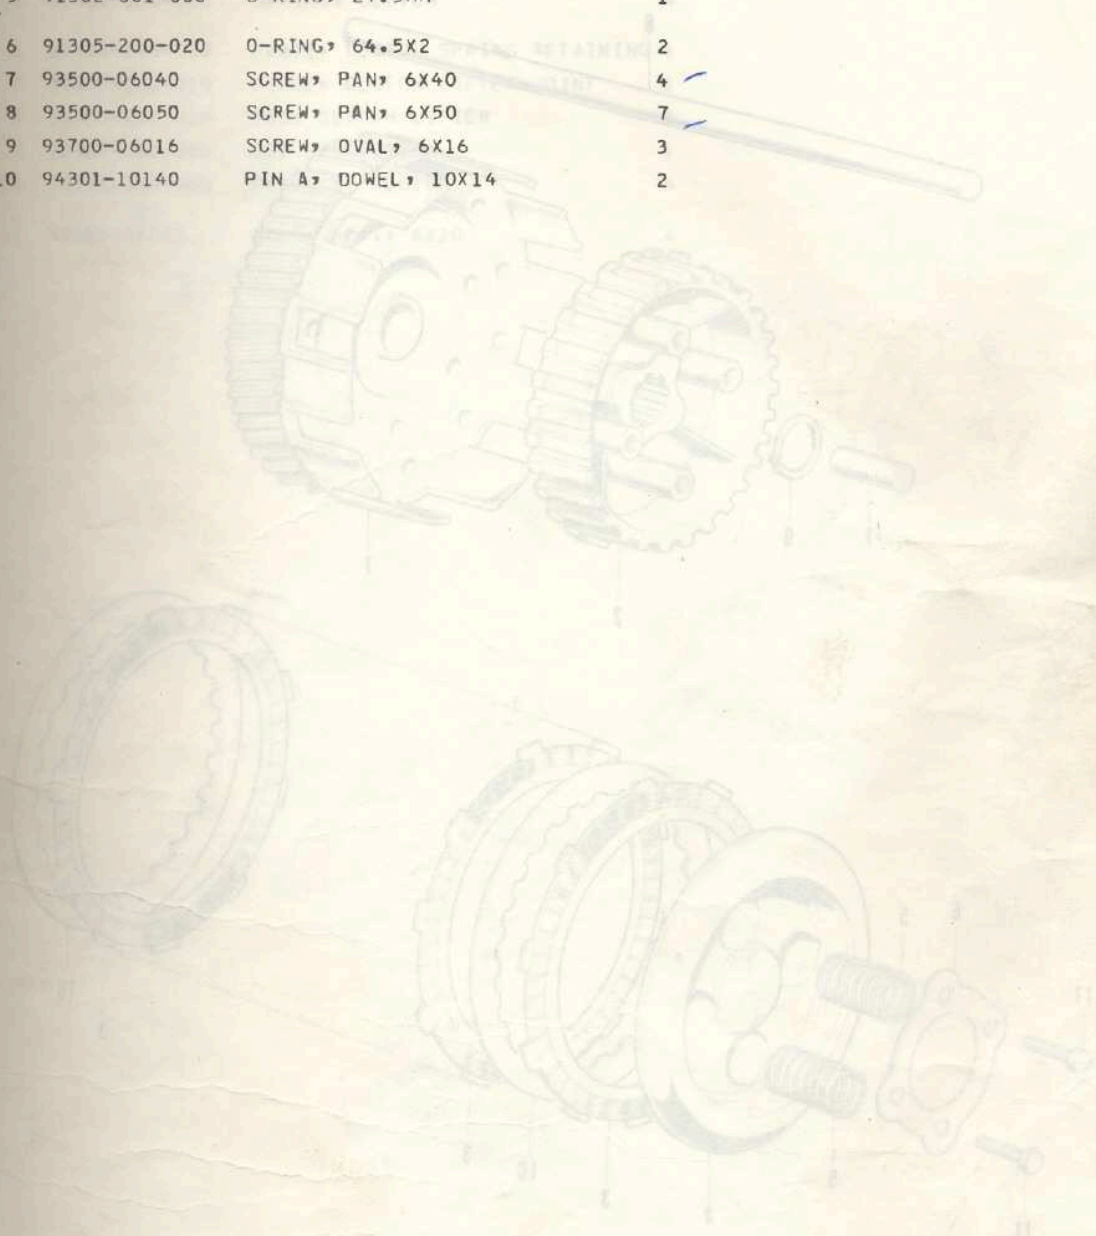 6 91305-200-020 O-RING, 64.5X2 2
7 93500-06040 SCREW, PAN, 6X40 4
8 93500-06050 SCREW, PAN, 6X50 7
9 93700-06016 SCREW, OVAL, 6X16 3
10 94301-10140 PIN A, DOWEL, 10X14 2